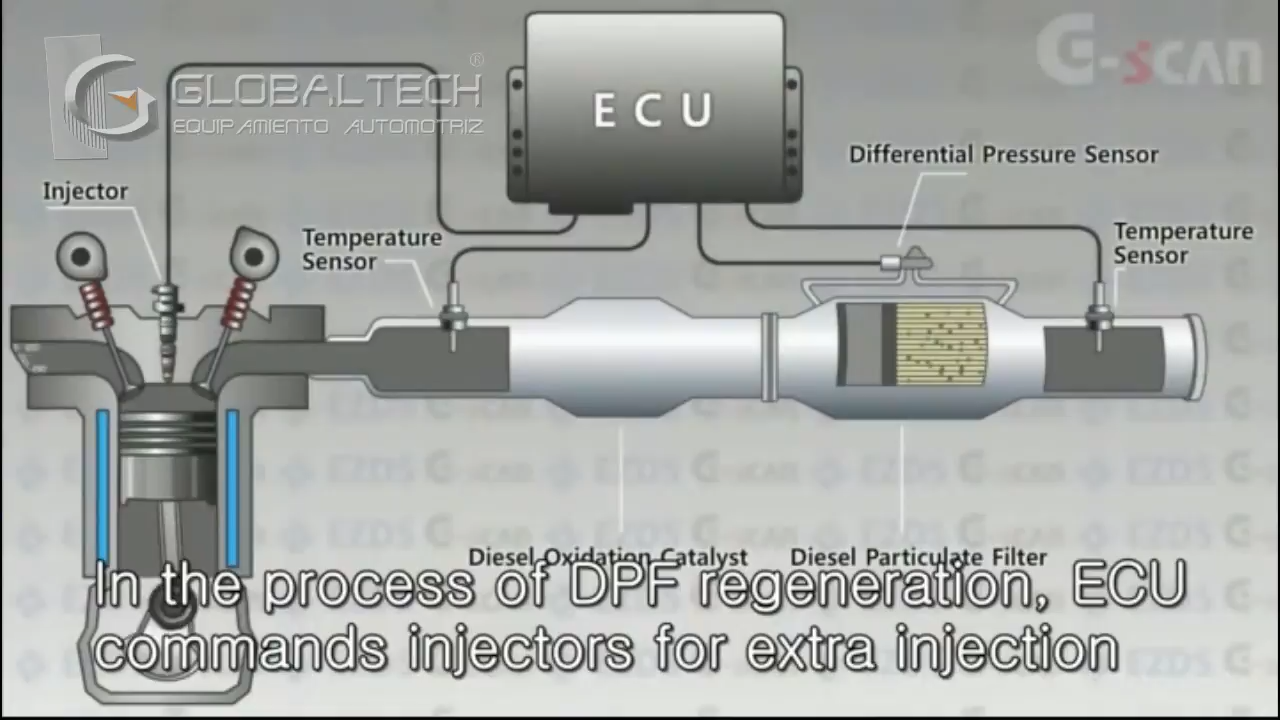 GLOBALTECH®
EQUIPAMIENTO AUTOMOTRIZ
G-scan
ECU
Differential Pressure Sensor
Injector
Temperature
Sensor
Temperature
Sensor
Diesel Oxidation Catalyst
Diesel Particulate Filter
In the process of DPF regeneration, ECU
commands injectors for extra injection